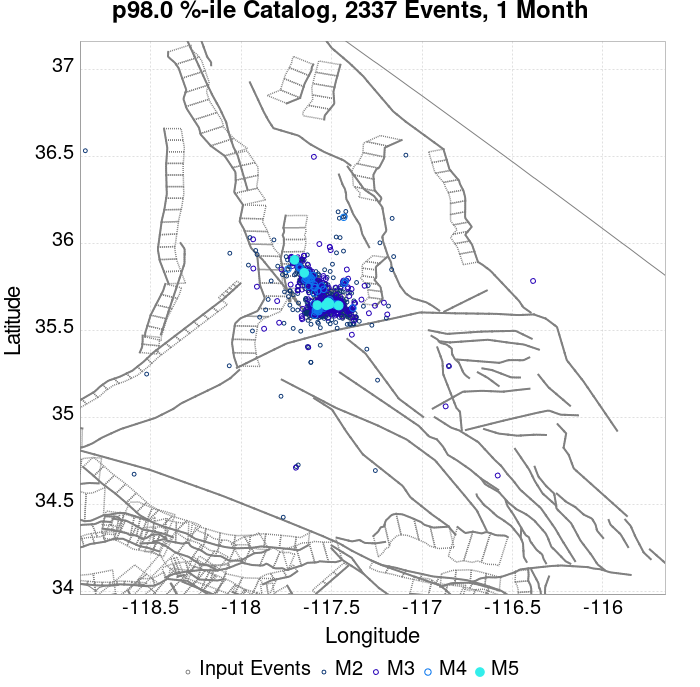 p98.0 %-ile Catalog, 2337 Events, 1 Month
37
36.5
36
35.5
35
34.5
34
Latitude
-118.5 -118 -117.5 -117 -116.5 -116
Longitude
Input Events M2 M3 M4 M5